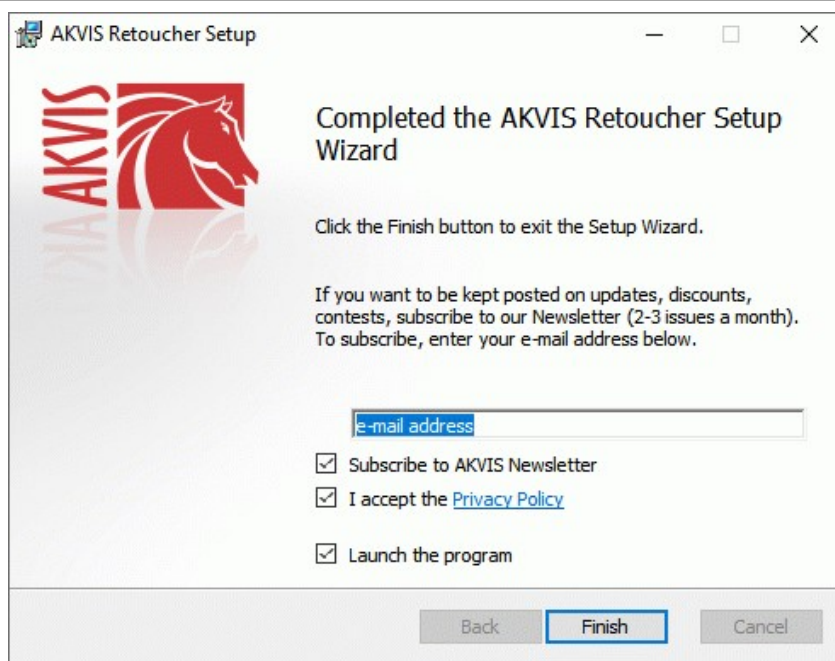 AKVIS Retoucher Setup
AKVIS
Completed the AKVIS Retoucher Setup
Wizard
Click the Finish button to exit the Setup Wizard.
If you want to be kept posted on updates, discounts,
contests, subscribe to our Newsletter (2-3 issues a month).
To subscribe, enter your e-mail address below.
e-mail address
Subscribe to AKVIS Newsletter
I accept the Privacy Policy
Launch the program
Back Finish Cancel